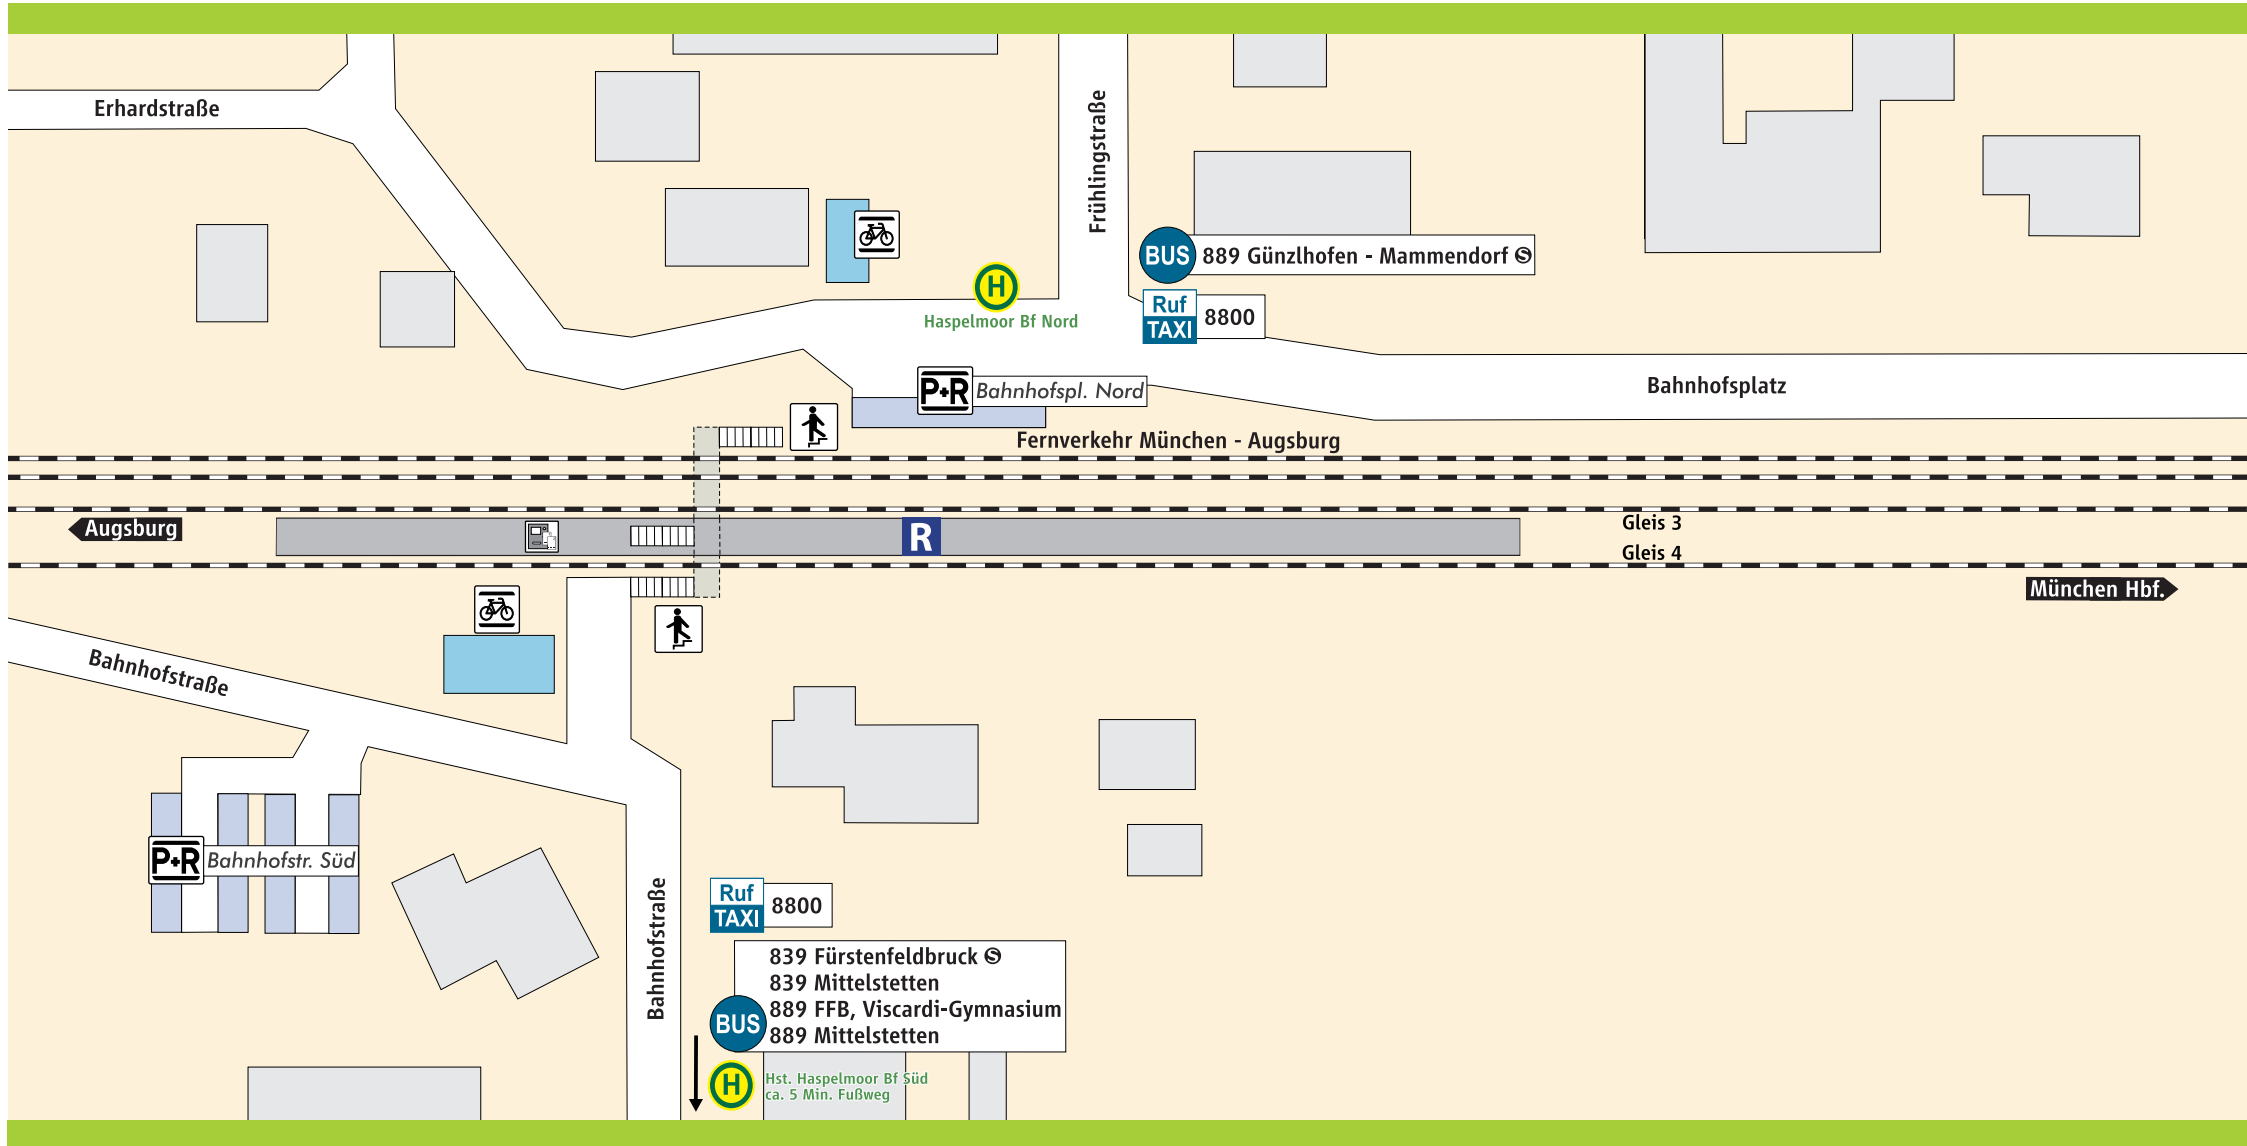 Erhardstraße
Frühlingstraße
BUS 889 Günzlhofen - Mammendorf S
H
Haspelmoor Bf Nord
Ruf
TAXI 8800
P+R Bahnhofspl. Nord
Bahnhofsplatz
Fernverkehr München - Augsburg
Augsburg
R
Gleis 3
Gleis 4
München Hbf.
Bahnhofstraße
P+R Bahnhofstr. Süd
Bahnhofstraße
Ruf
TAXI 8800
839 Fürstenfeldbruck S
839 Mittelstetten
889 FFB, Viscardi-Gymnasium
BUS
889 Mittelstetten
H
Hst. Haspelmoor Bf Süd
ca. 5 Min. Fußweg